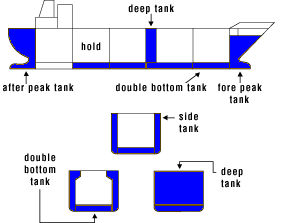 deep tank
hold
after peak tank
double bottom tank
fore peak
tank
side
tank
double
bottom
tank
deep
tank